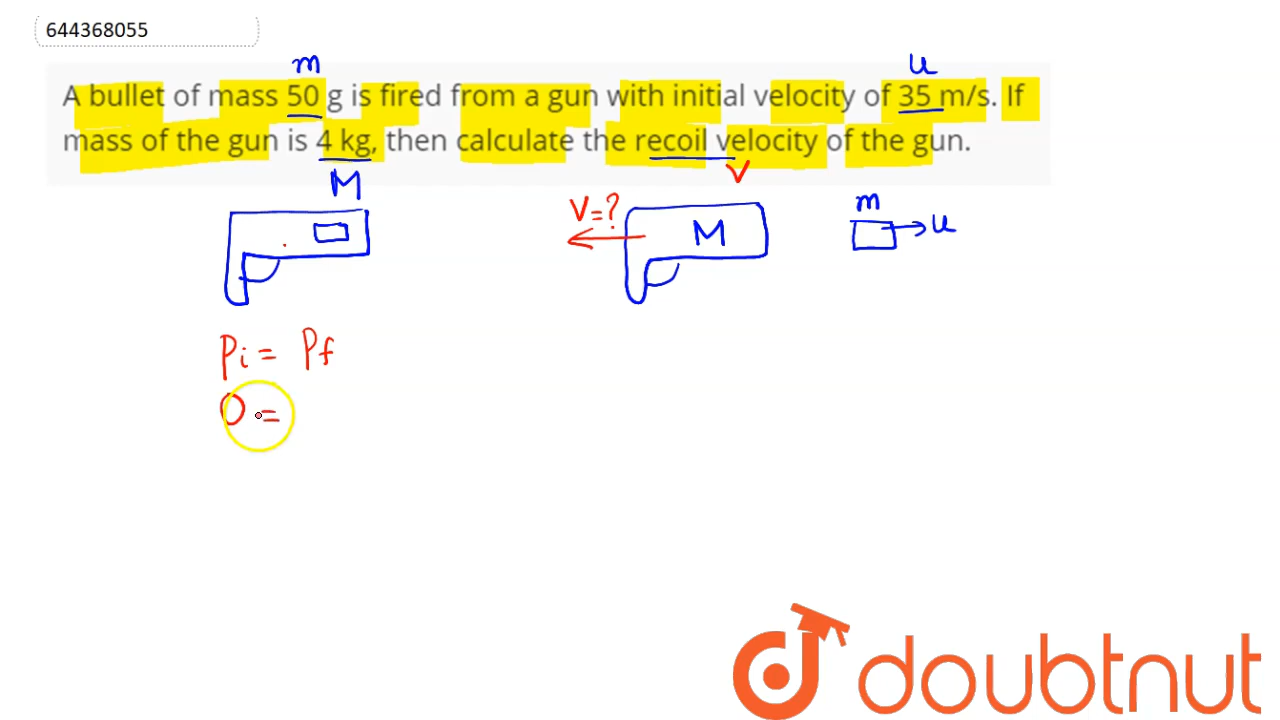 644368055
m
u
A bullet of mass 50 g is fired from a gun with initial velocity of 35 m/s. If
mass of the gun is 4 kg, then calculate the recoil velocity of the gun.
M
V
V=?
M
m
u
Pi = Pf
0 =
doubtnut